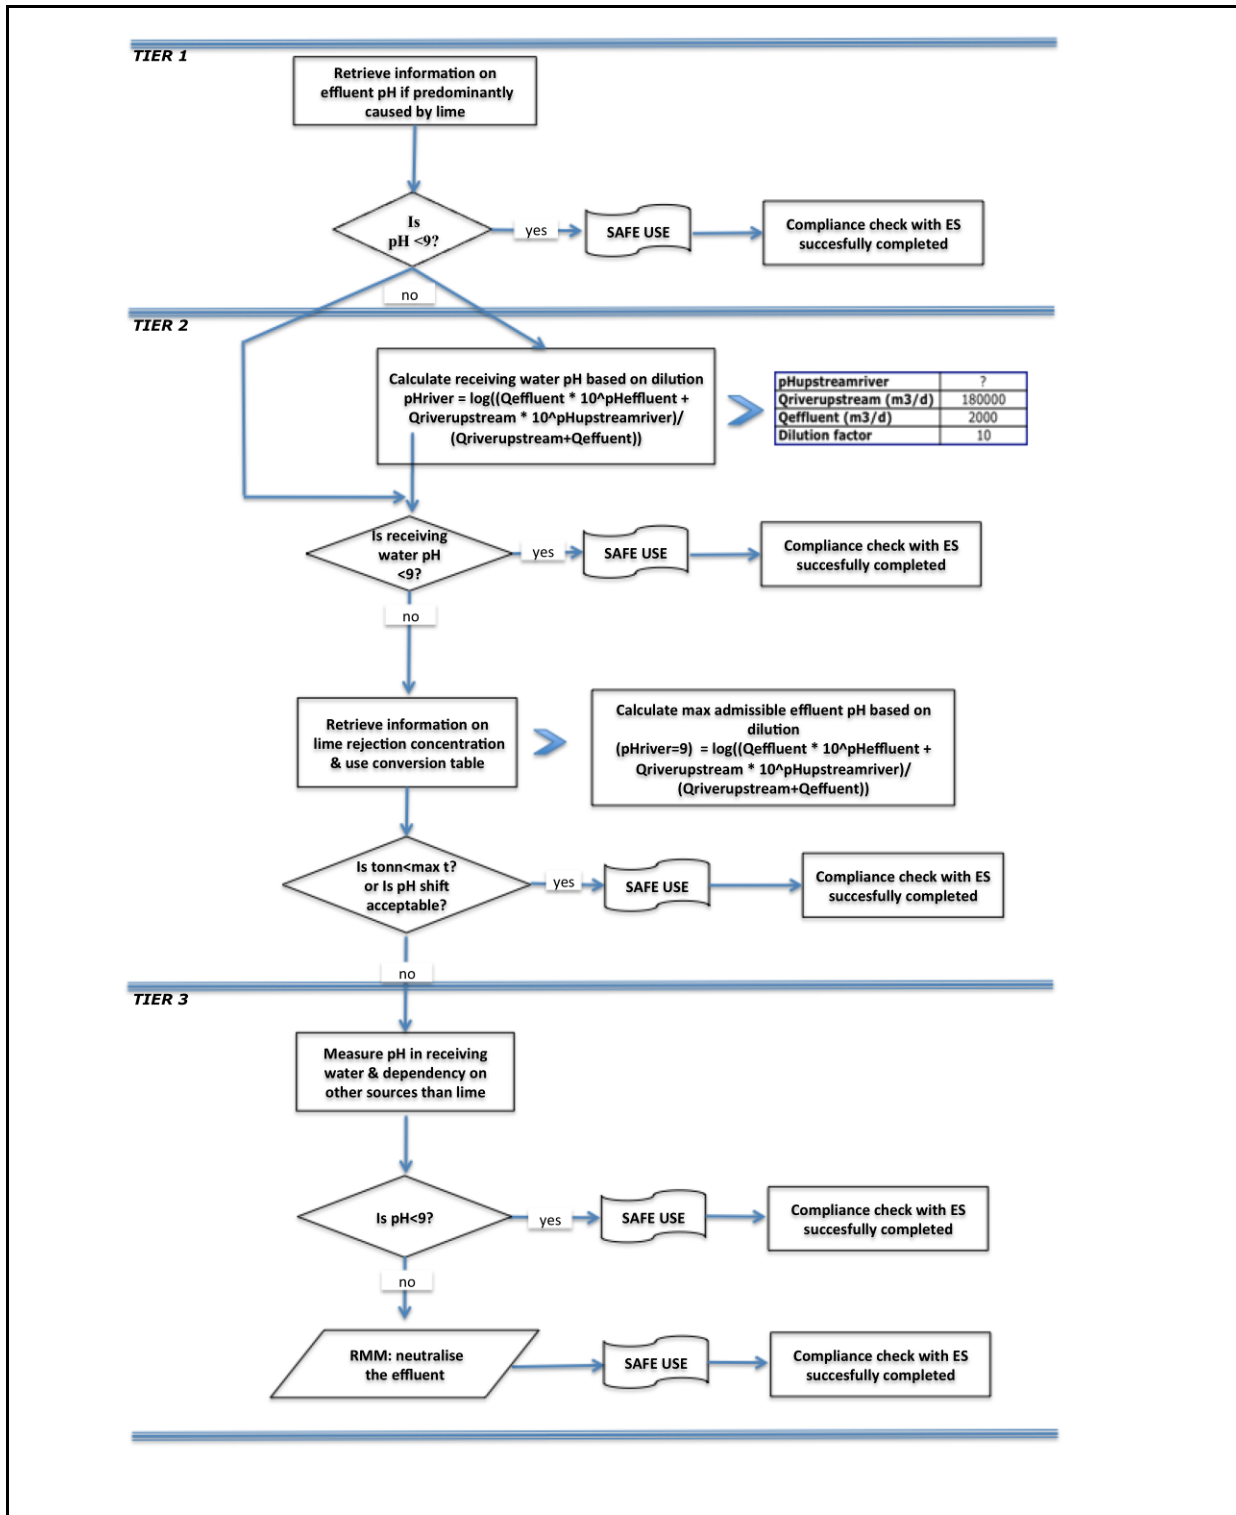 TIER 1
Retrieve information on
effluent pH if predominantly
caused by lime
Is
pH <9?
yes
SAFE USE
Compliance check with ES
succesfully completed
no
TIER 2
Calculate receiving water pH based on dilution
pHriver = log((Qeffluent * 10^pHeffluent +
Qriverupstream * 10^pHupstreamriver)/
(Qriverupstream+Qeffuent))
pHupstreamriver ?
Qriverupstream (m3/d) 180000
Qeffluent (m3/d) 2000
Dilution factor 10
Is receiving
water pH
<9?
yes
SAFE USE
Compliance check with ES
succesfully completed
no
Retrieve information on
lime rejection concentration
& use conversion table
Calculate max admissible effluent pH based on
dilution
(pHriver=9) = log((Qeffluent * 10^pHeffluent +
Qriverupstream * 10^pHupstreamriver)/
(Qriverupstream+Qeffuent))
Is tonn<max t?
or Is pH shift
acceptable?
yes
SAFE USE
Compliance check with ES
succesfully completed
no
TIER 3
Measure pH in receiving
water & dependency on
other sources than lime
Is pH<9?
yes
SAFE USE
Compliance check with ES
succesfully completed
no
RMM: neutralise
the effluent
SAFE USE
Compliance check with ES
succesfully completed